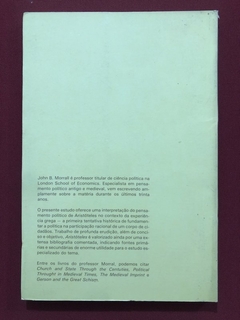 John B. Morrall é professor titular de ciência política na
London School of Economics. Especialista em pensa-
mento político antigo e medieval, vem escrevendo am-
plamente sobre a matéria durante os últimos trinta
anos.
O presente estudo oferece uma interpretação do pensa-
mento político de Aristóteles no contexto da experiên-
cia grega — a primeira tentativa histórica de fundamen-
tar a política na participação racional de um corpo de ci-
dadãos. Trabalho de profunda erudição, além de conci-
so e objetivo, Aristóteles é valorizado ainda por uma ex-
tensa bibliografia comentada, indicando fontes primá-
rias e secundárias de enorme utilidade para o estudo es-
pecializado do tema.
Entre os livros do professor Morrall, podemos citar
Church and State Through the Centuries, Political
Thought in Medieval Times, The Medieval Imprint e
Gerson and the Great Schism.